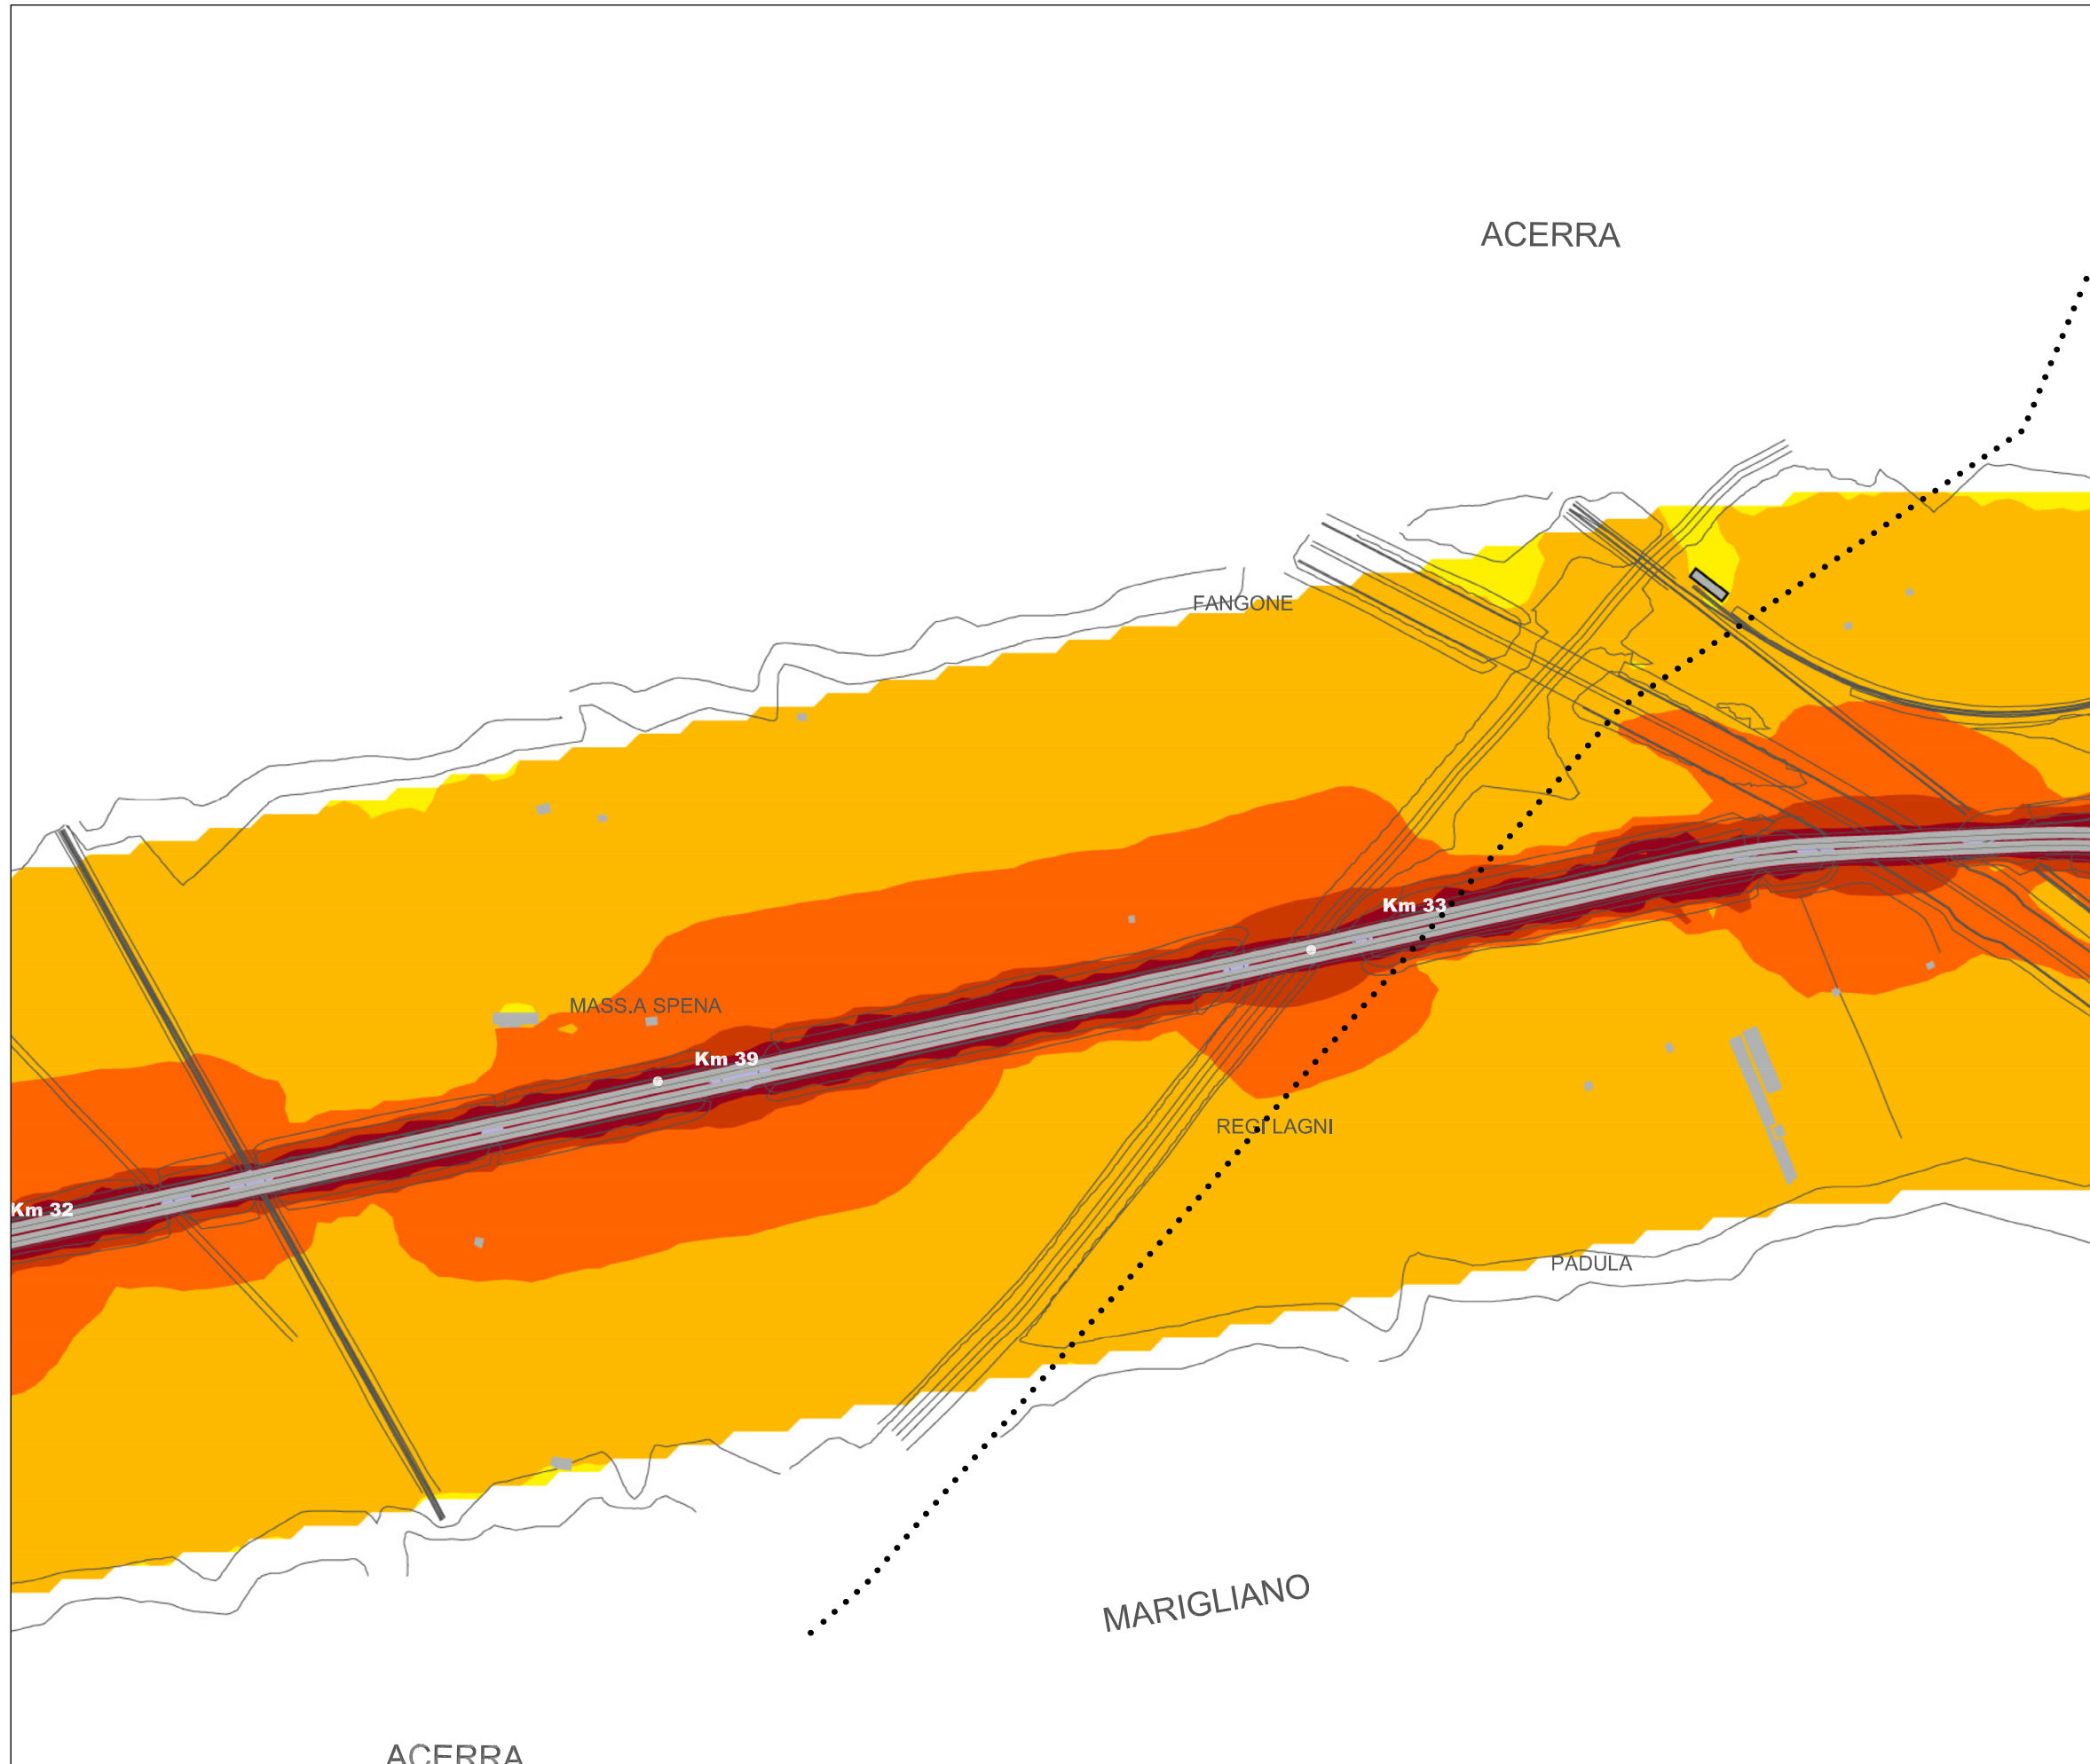 ACERRA
FANGONE
Km 33
MASS.A SPENA
Km 39
REGI LAGNI
Km 32
PADULA
MARIGLIANO
ACERRA